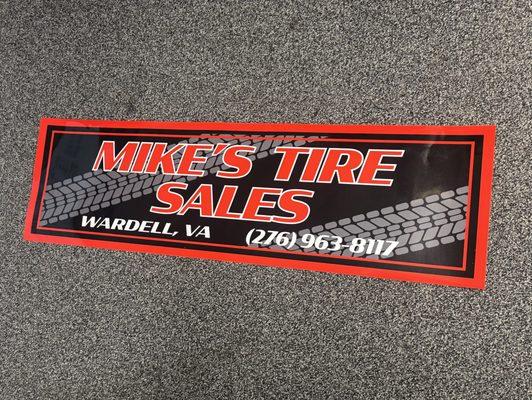 MIKE'S TIRE
SALES
WARDELL, VA (276) 963-8117